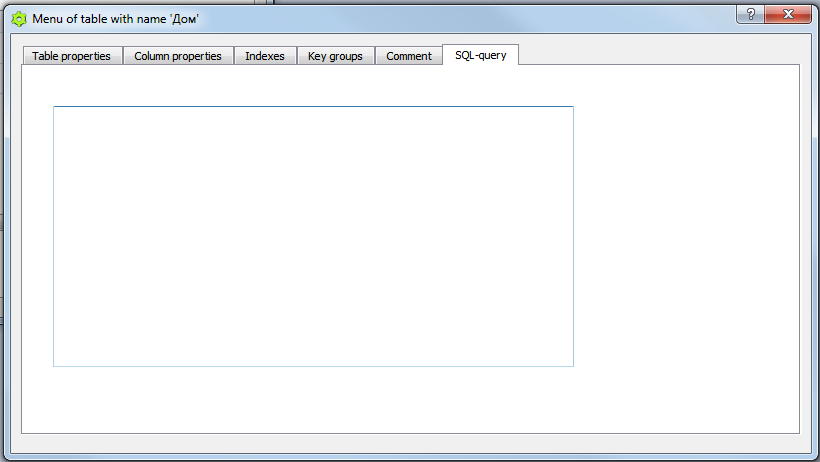 Menu of table with name 'Дом'
Table properties Column properties Indexes Key groups Comment SQL-query